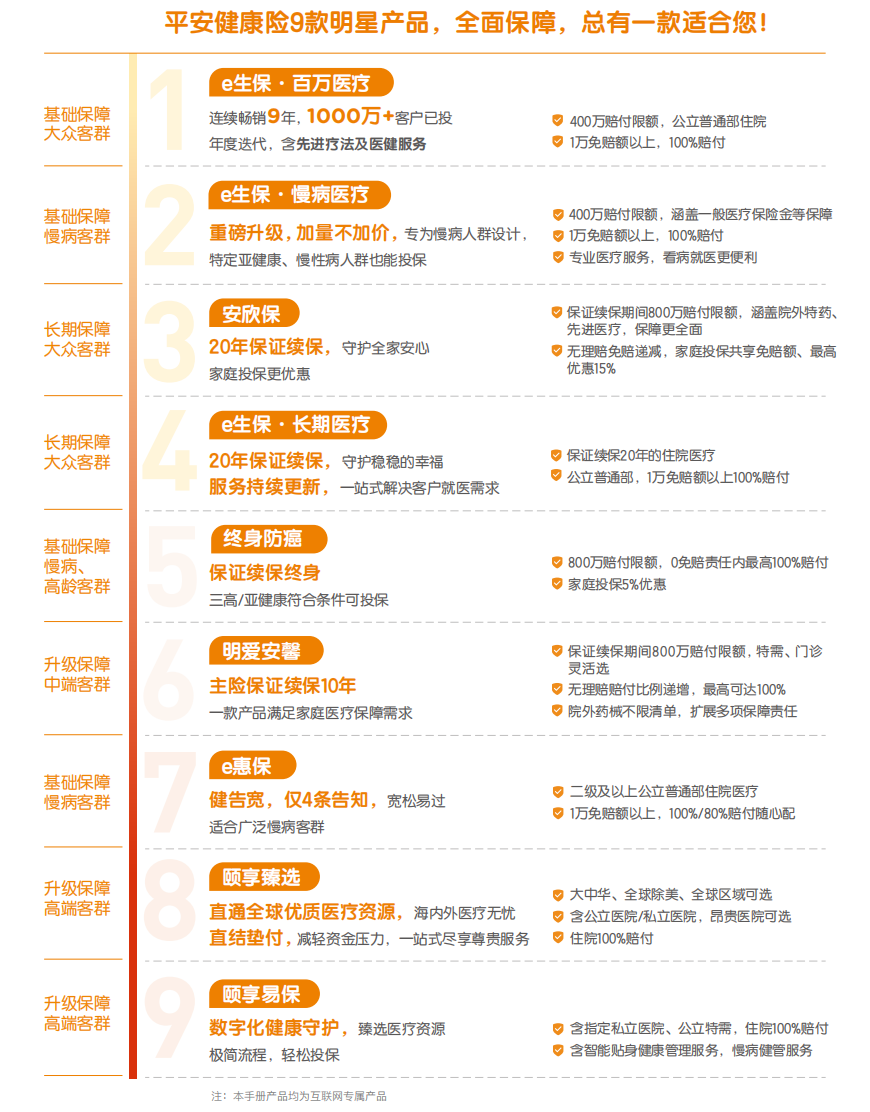 平安健康险9款明星产品，全面保障，总有一款适合您！
基础保障
大众客群
1
e生保·百万医疗
连续畅销9年，1000万+客户已投
年度迭代，含先进疗法及医健服务
400万赔付限额，公立普通部住院
1万免赔额以上，100%赔付
基础保障
慢病客群
2
e生保·慢病医疗
重磅升级，加量不加价，专为慢病人群设计，
特定亚健康、慢性病人群也能投保
400万赔付限额，涵盖一般医疗保险金等保障
1万免赔额以上，100%赔付
专业医疗服务，看病就医更便利
长期保障
大众客群
3
安欣保
20年保证续保，守护全家安心
家庭投保更优惠
保证续保期间800万赔付限额，涵盖院外特药、
先进医疗，保障更全面
无理赔免赔递减，家庭投保共享免赔额、最高
优惠15%
长期保障
大众客群
4
e生保·长期医疗
20年保证续保，守护稳稳的幸福
服务持续更新，一站式解决客户就医需求
保证续保20年的住院医疗
公立普通部，1万免赔额以上100%赔付
基础保障
慢病、
高龄客群
5
终身防癌
保证续保终身
三高/亚健康符合条件可投保
800万赔付限额，0免赔责任内最高100%赔付
家庭投保5%优惠
升级保障
中端客群
6
明爱安馨
主险保证续保10年
一款产品满足家庭医疗保障需求
保证续保期间800万赔付限额，特需、门诊
灵活选
无理赔赔付比例递增，最高可达100%
院外药械不限清单，扩展多项保障责任
基础保障
慢病客群
7
e惠保
健告宽，仅4条告知，宽松易过
适合广泛慢病客群
二级及以上公立普通部住院医疗
1万免赔额以上，100%/80%赔付随心配
升级保障
高端客群
8
颐享臻选
直通全球优质医疗资源，海内外医疗无忧
直结垫付，减轻资金压力，一站式尽享尊贵服务
大中华、全球除美、全球区域可选
含公立医院/私立医院，昂贵医院可选
住院100%赔付
升级保障
高端客群
9
颐享易保
数字化健康守护，臻选医疗资源
极简流程，轻松投保
含指定私立医院、公立特需，住院100%赔付
含智能贴身健康管理服务，慢病健管服务
注：本手册产品均为互联网专属产品